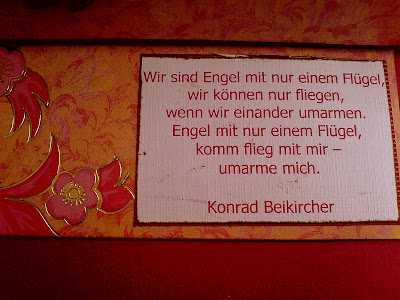 Wir sind Engel mit nur einem Flügel,
wir können nur fliegen,
wenn wir einander umarmen.
Engel mit nur einem Flügel,
komm flieg mit mir –
umarme mich.
Konrad Beikircher